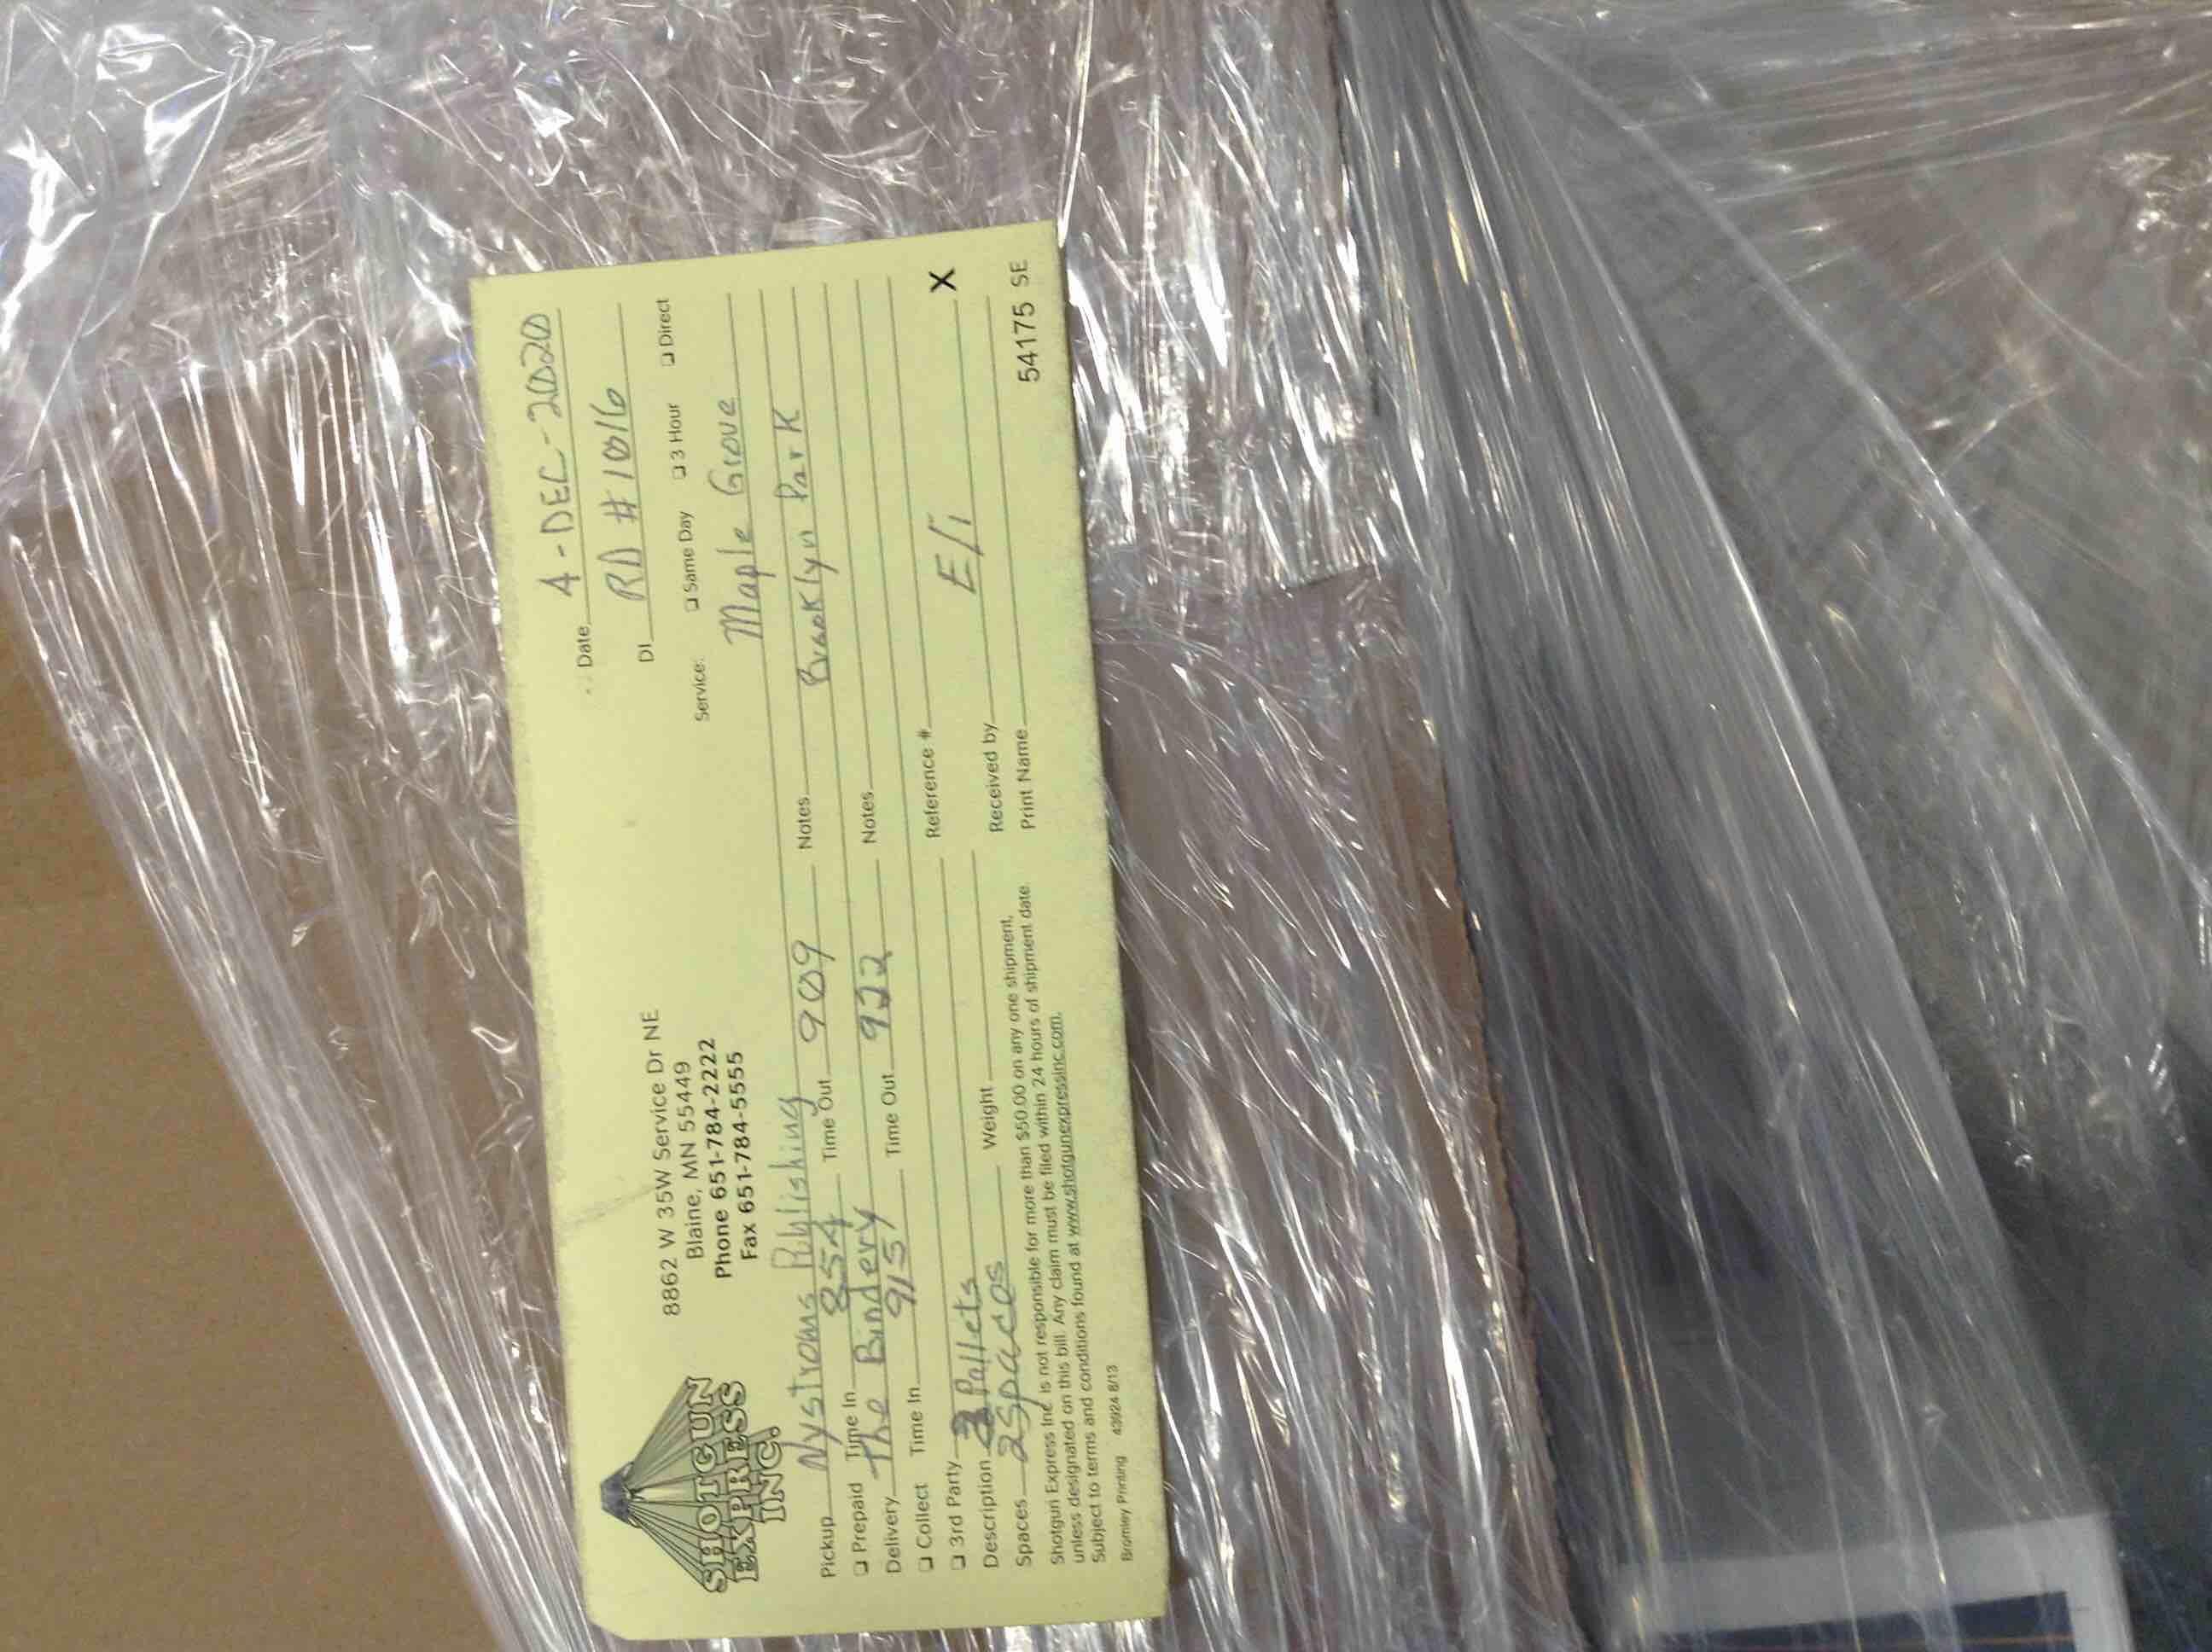 SHOTGUN
EXPRESS
INC.
8862 W 35W Service Dr NE
Blaine, MN 55449
Phone 651-784-2222
Fax 651-784-5555
Date 4-DEC-2020
DI RD #1016
Service: ❑ Same Day ❑ 3 Hour ❑ Direct
Pickup Nystroms Publishing Maple Grove
❑ Prepaid Time In 854 Time Out 909 Notes
Delivery The Bindery Brooklyn Park
❑ Collect Time In 915 Time Out 922 Notes
❑ 3rd Party Reference #
Description Pallets Weight
Spaces 2 spaces
Received by X
Print Name
Shotgun Express Inc. is not responsible for more than $50.00 on any one shipment,
unless designated on this bill. Any claim must be filed within 24 hours of shipment date.
Subject to terms and conditions found at www.shotgunexpressinc.com.
Bromley Printing 43924 8/13
54175 SE